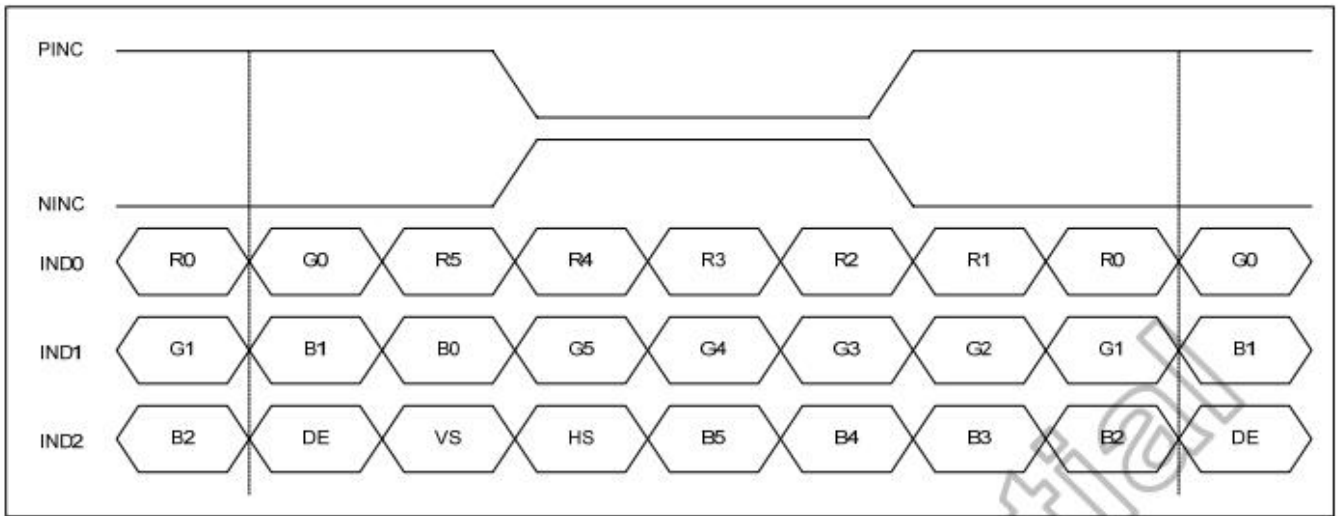 PINC
NINC
IND0 R0 G0 R5 R4 R3 R2 R1 R0 G0
IND1 G1 B1 B0 G5 G4 G3 G2 G1 B1
IND2 B2 DE VS HS B5 B4 B3 B2 DE
tial